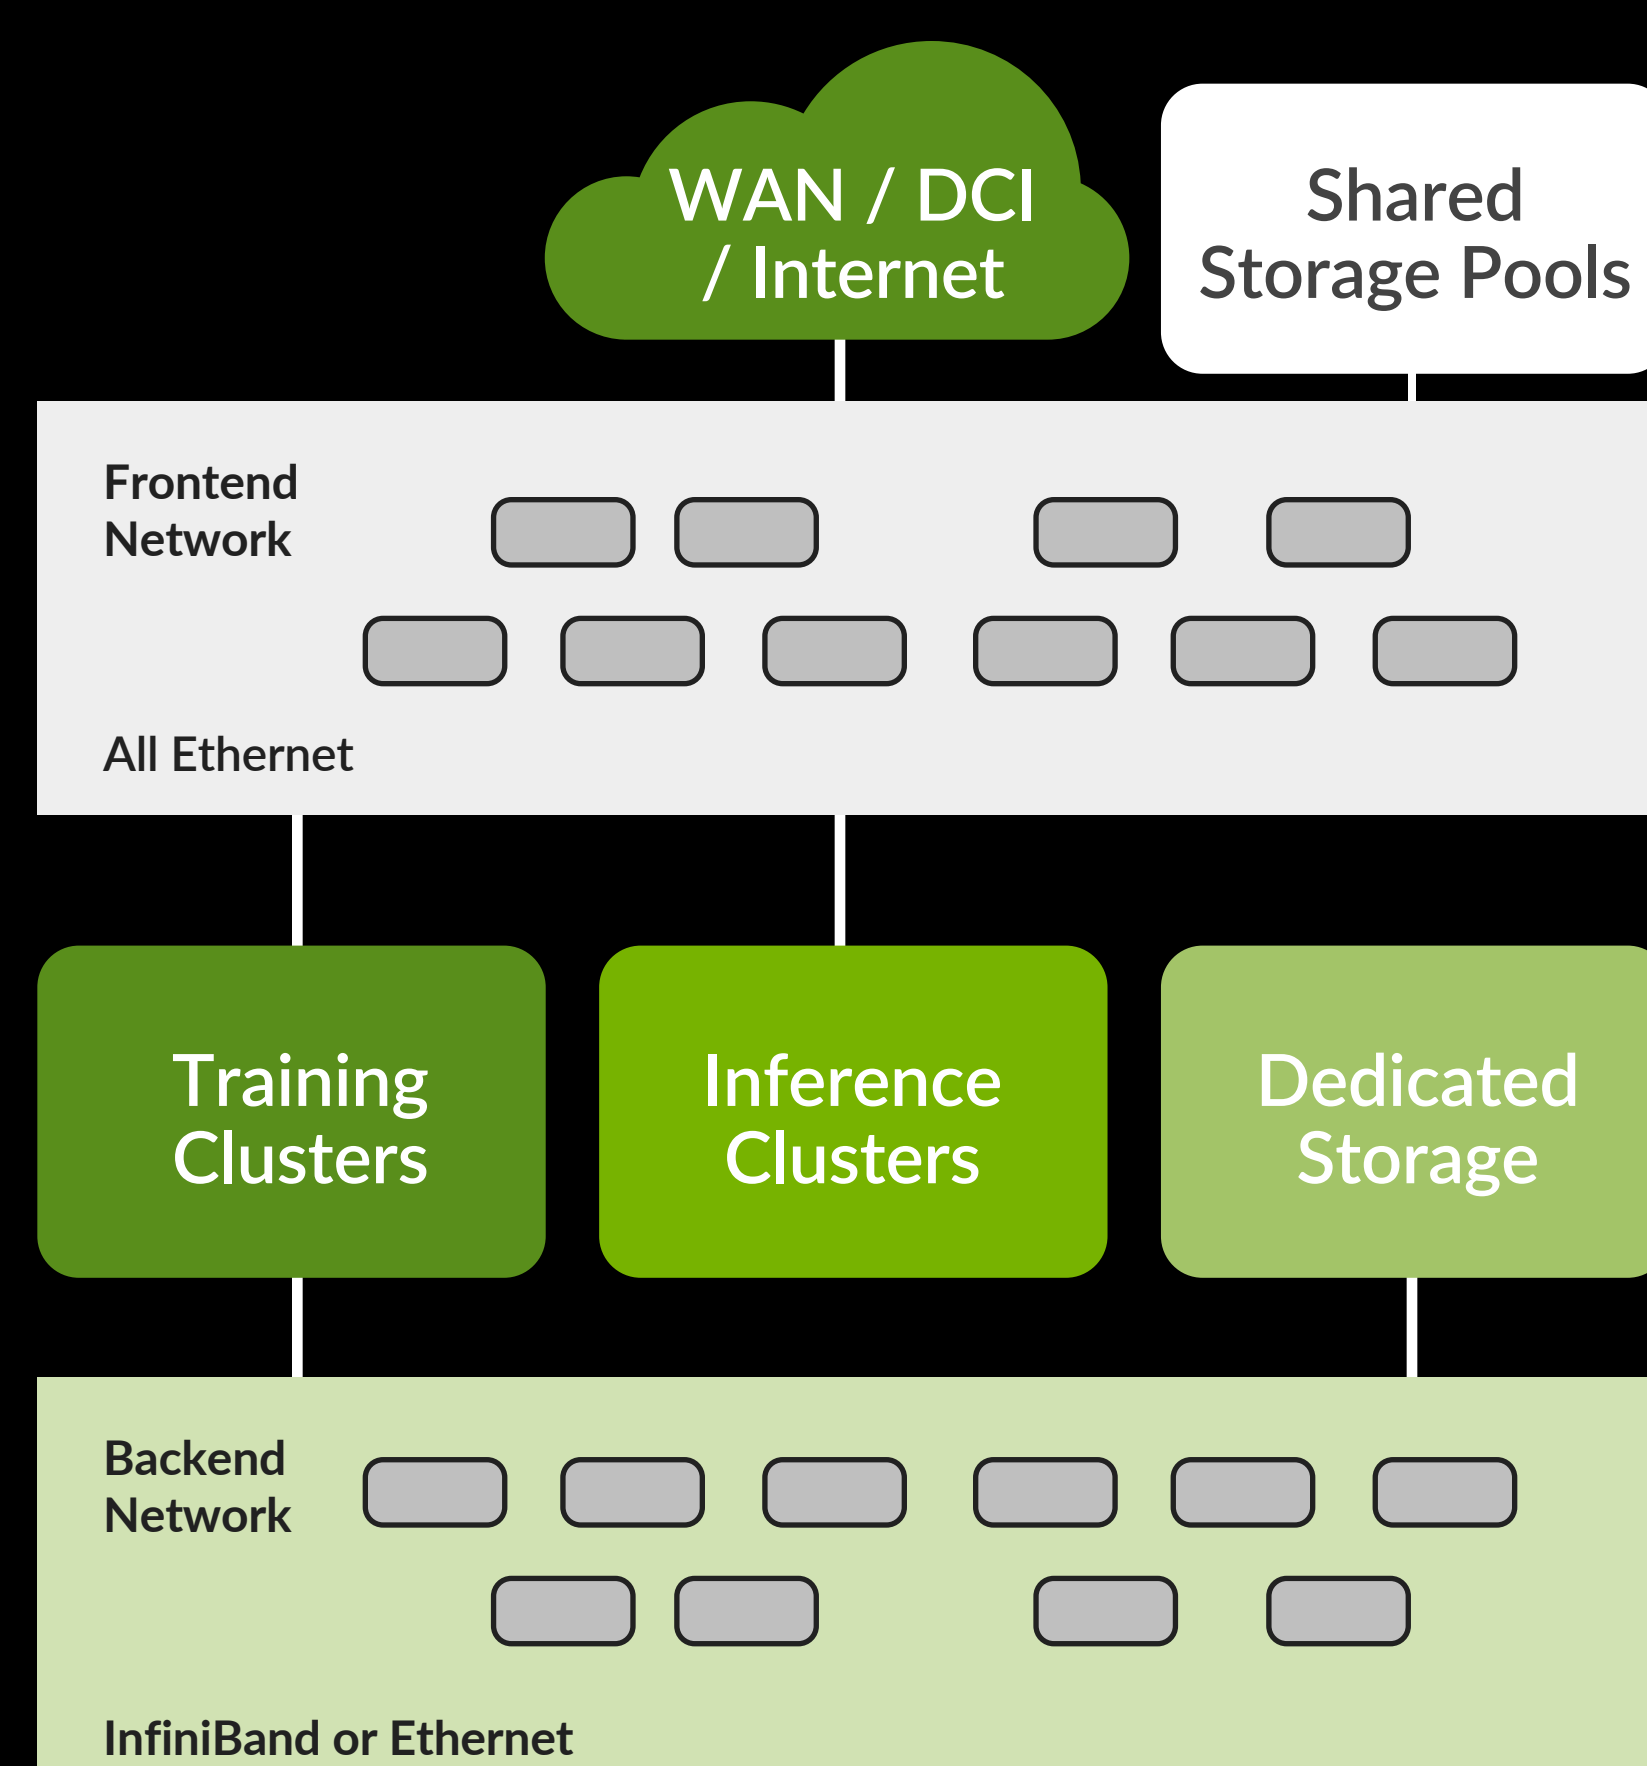 WAN / DCI
/ Internet
Shared
Storage Pools
Frontend
Network
All Ethernet
Training
Clusters
Inference
Clusters
Dedicated
Storage
Backend
Network
InfiniBand or Ethernet